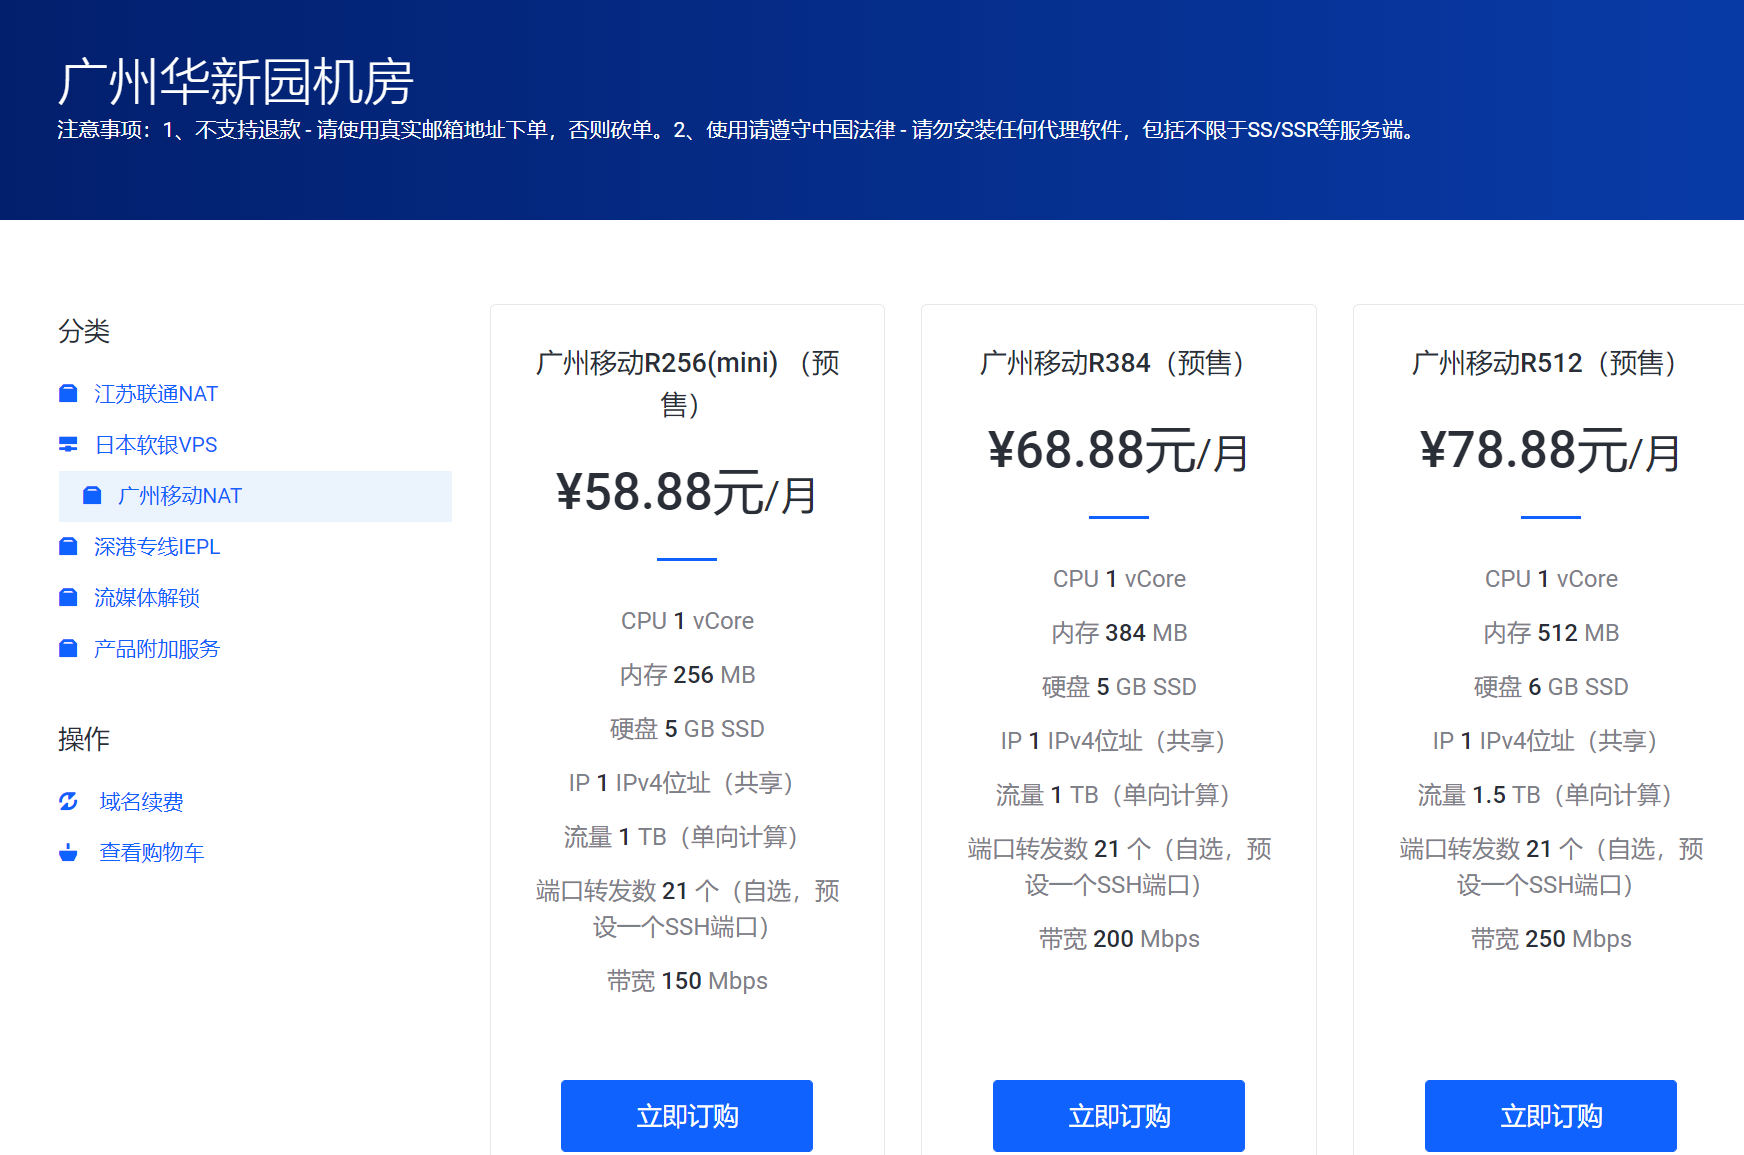 广州华新园机房
注意事项：1、不支持退款 - 请使用真实邮箱地址下单，否则砍单。2、使用请遵守中国法律 - 请勿安装任何代理软件，包括不限于SS/SSR等服务端。
分类
江苏联通NAT
日本软银VPS
广州移动NAT
深港专线IEPL
流媒体解锁
产品附加服务
操作
域名续费
查看购物车
广州移动R256(mini) （预
售）
¥58.88元/月
CPU 1 vCore
内存 256 MB
硬盘 5 GB SSD
IP 1 IPv4位址（共享）
流量 1 TB（单向计算）
端口转发数 21 个（自选，预
设一个SSH端口）
带宽 150 Mbps
立即订购
广州移动R384（预售）
¥68.88元/月
CPU 1 vCore
内存 384 MB
硬盘 5 GB SSD
IP 1 IPv4位址（共享）
流量 1 TB（单向计算）
端口转发数 21 个（自选，预
设一个SSH端口）
带宽 200 Mbps
立即订购
广州移动R512（预售）
¥78.88元/月
CPU 1 vCore
内存 512 MB
硬盘 6 GB SSD
IP 1 IPv4位址（共享）
流量 1.5 TB（单向计算）
端口转发数 21 个（自选，预
设一个SSH端口）
带宽 250 Mbps
立即订购